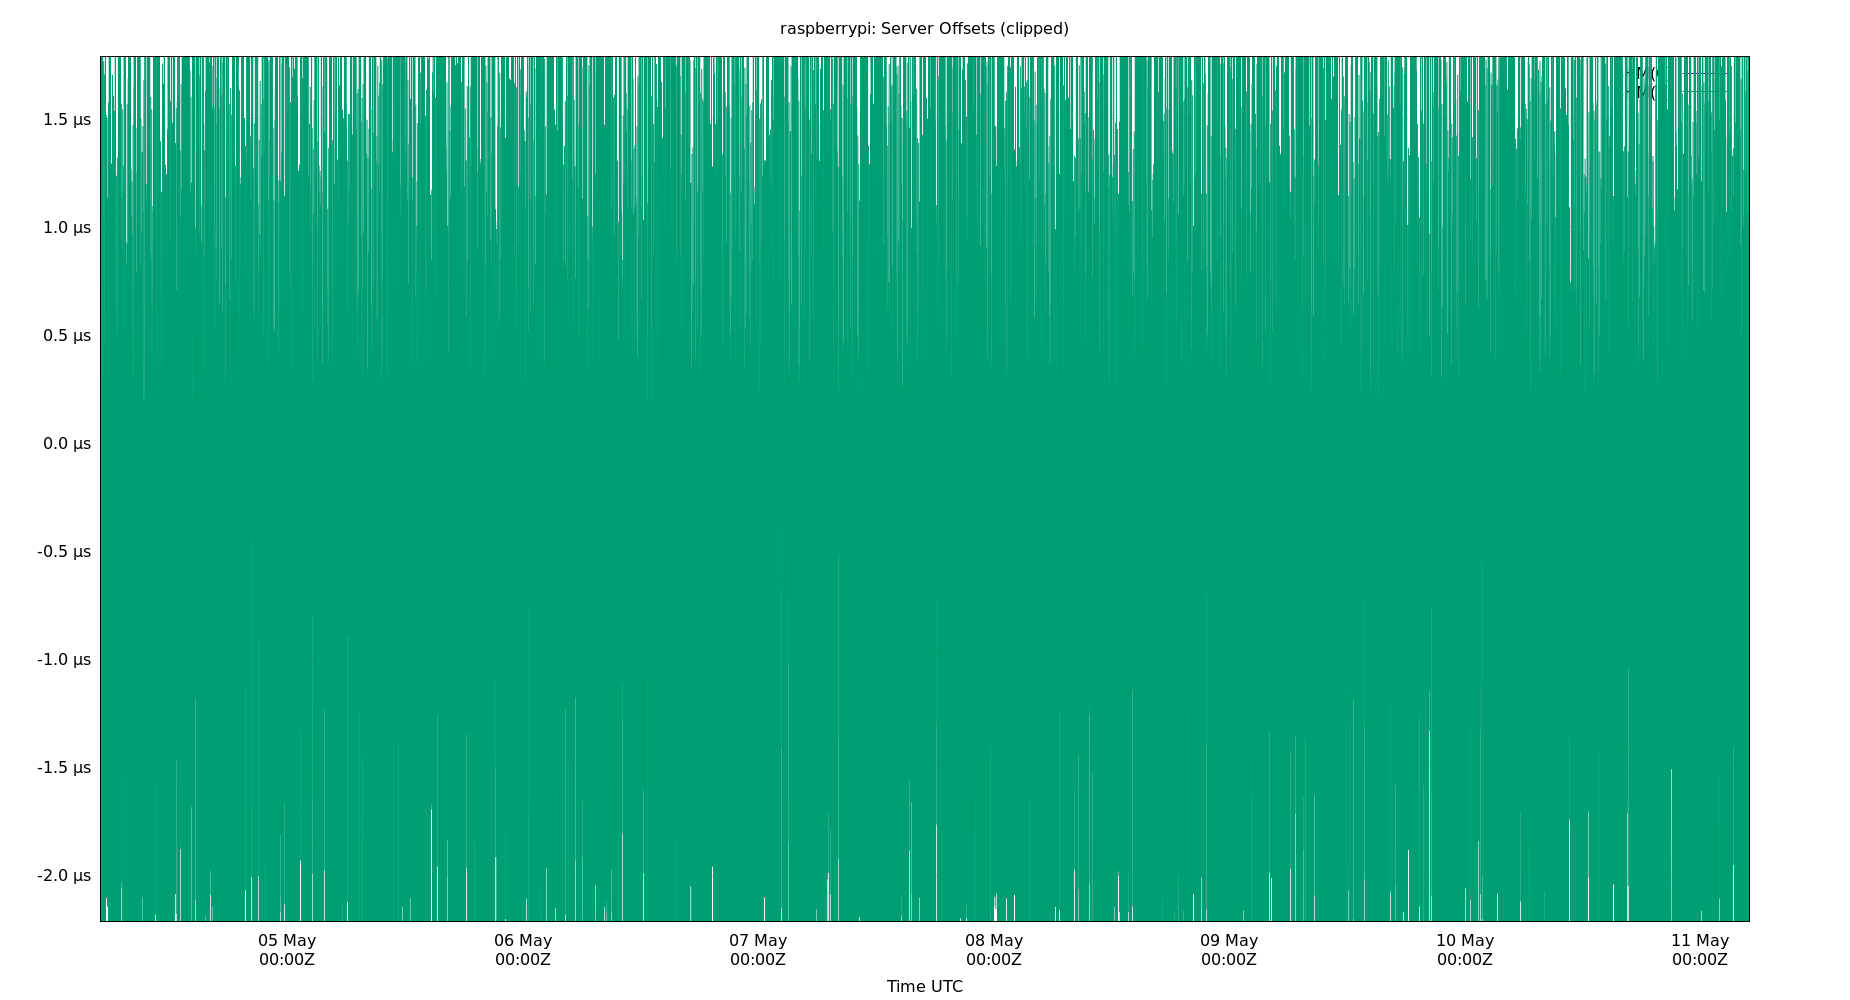 raspberrypi: Server Offsets (clipped)
1.5 µs
1.0 µs
0.5 µs
0.0 µs
-0.5 µs
-1.0 µs
-1.5 µs
-2.0 µs
05 May 06 May 07 May 08 May 09 May 10 May 11 May
00:00Z 00:00Z 00:00Z 00:00Z 00:00Z 00:00Z 00:00Z
Time UTC